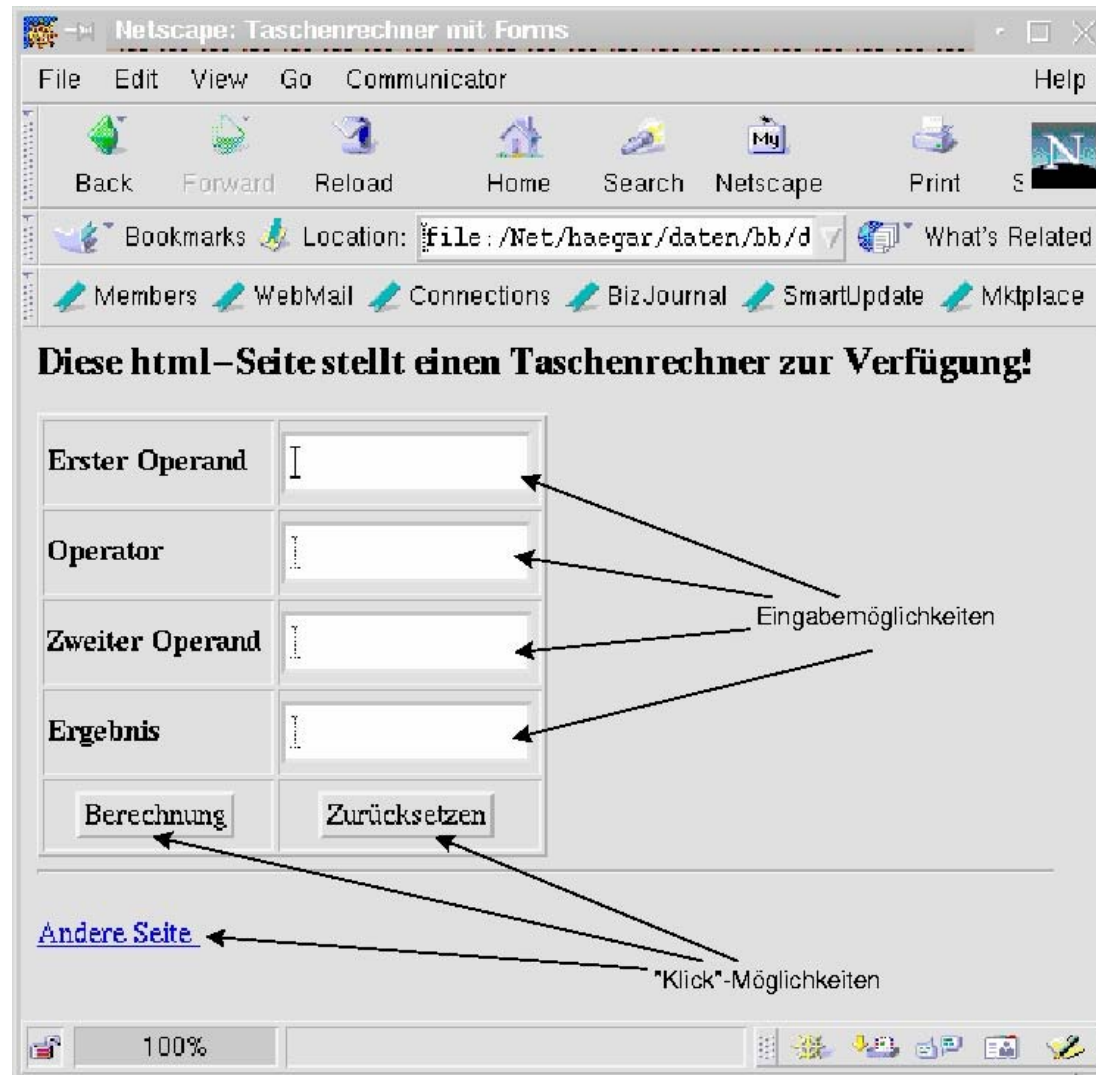 Netscape: Taschenrechner mit Forms
File Edit View Go Communicator Help
Back Forward Reload Home Search Netscape Print S
My
N
Bookmarks Location: file:/Net/haegar/daten/bb/d What's Related
Members WebMail Connections BizJournal SmartUpdate Mktplace
Diese html-Seite stellt einen Taschenrechner zur Verfügung!
Erster Operand
Operator
Eingabemöglichkeiten
Zweiter Operand
Ergebnis
Berechnung Zurücksetzen
Andere Seite
"Klick"-Möglichkeiten
100%